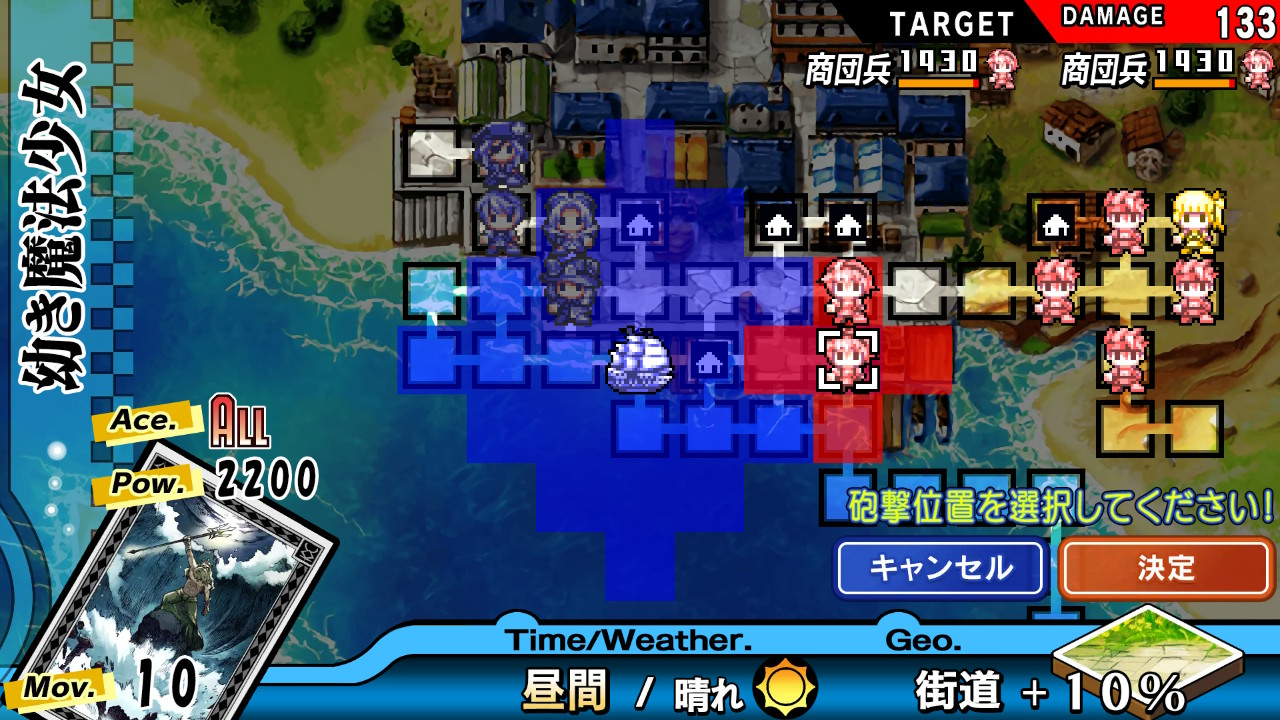 幼き魔法少女
TARGET
DAMAGE 133
商団兵 1930
商団兵 1930
Ace. ALL
Pow. 2200
Mov. 10
砲撃位置を選択してください!
キャンセル
決定
Time/Weather.
昼間 / 晴れ
Geo.
街道 +10%